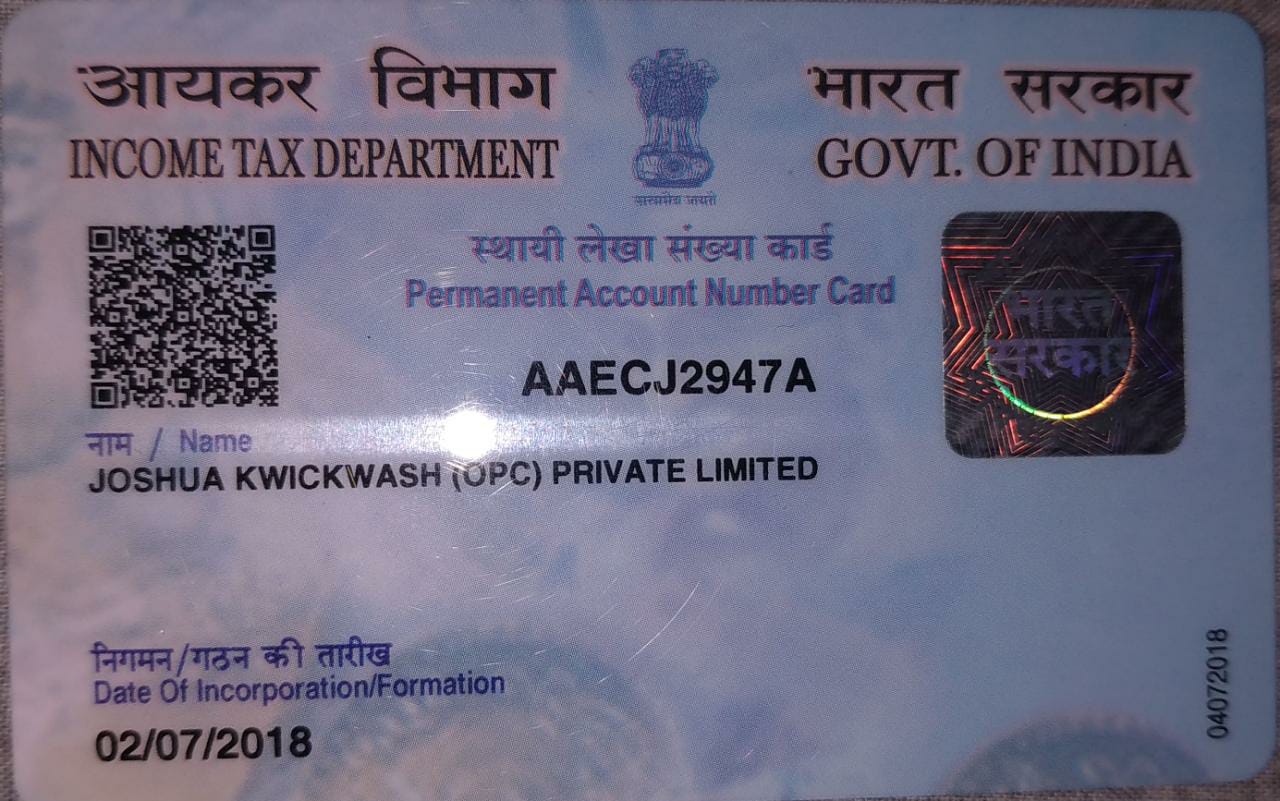 आयकर विभाग
INCOME TAX DEPARTMENT
भारत सरकार
GOVT. OF INDIA
सत्यमेव जयते
स्थायी लेखा संख्या कार्ड
Permanent Account Number Card
AAECJ2947A
भारत
सरकार
नाम / Name
JOSHUA KWICKWASH (OPC) PRIVATE LIMITED
निगमन/गठन की तारीख
Date Of Incorporation/Formation
02/07/2018
04072018